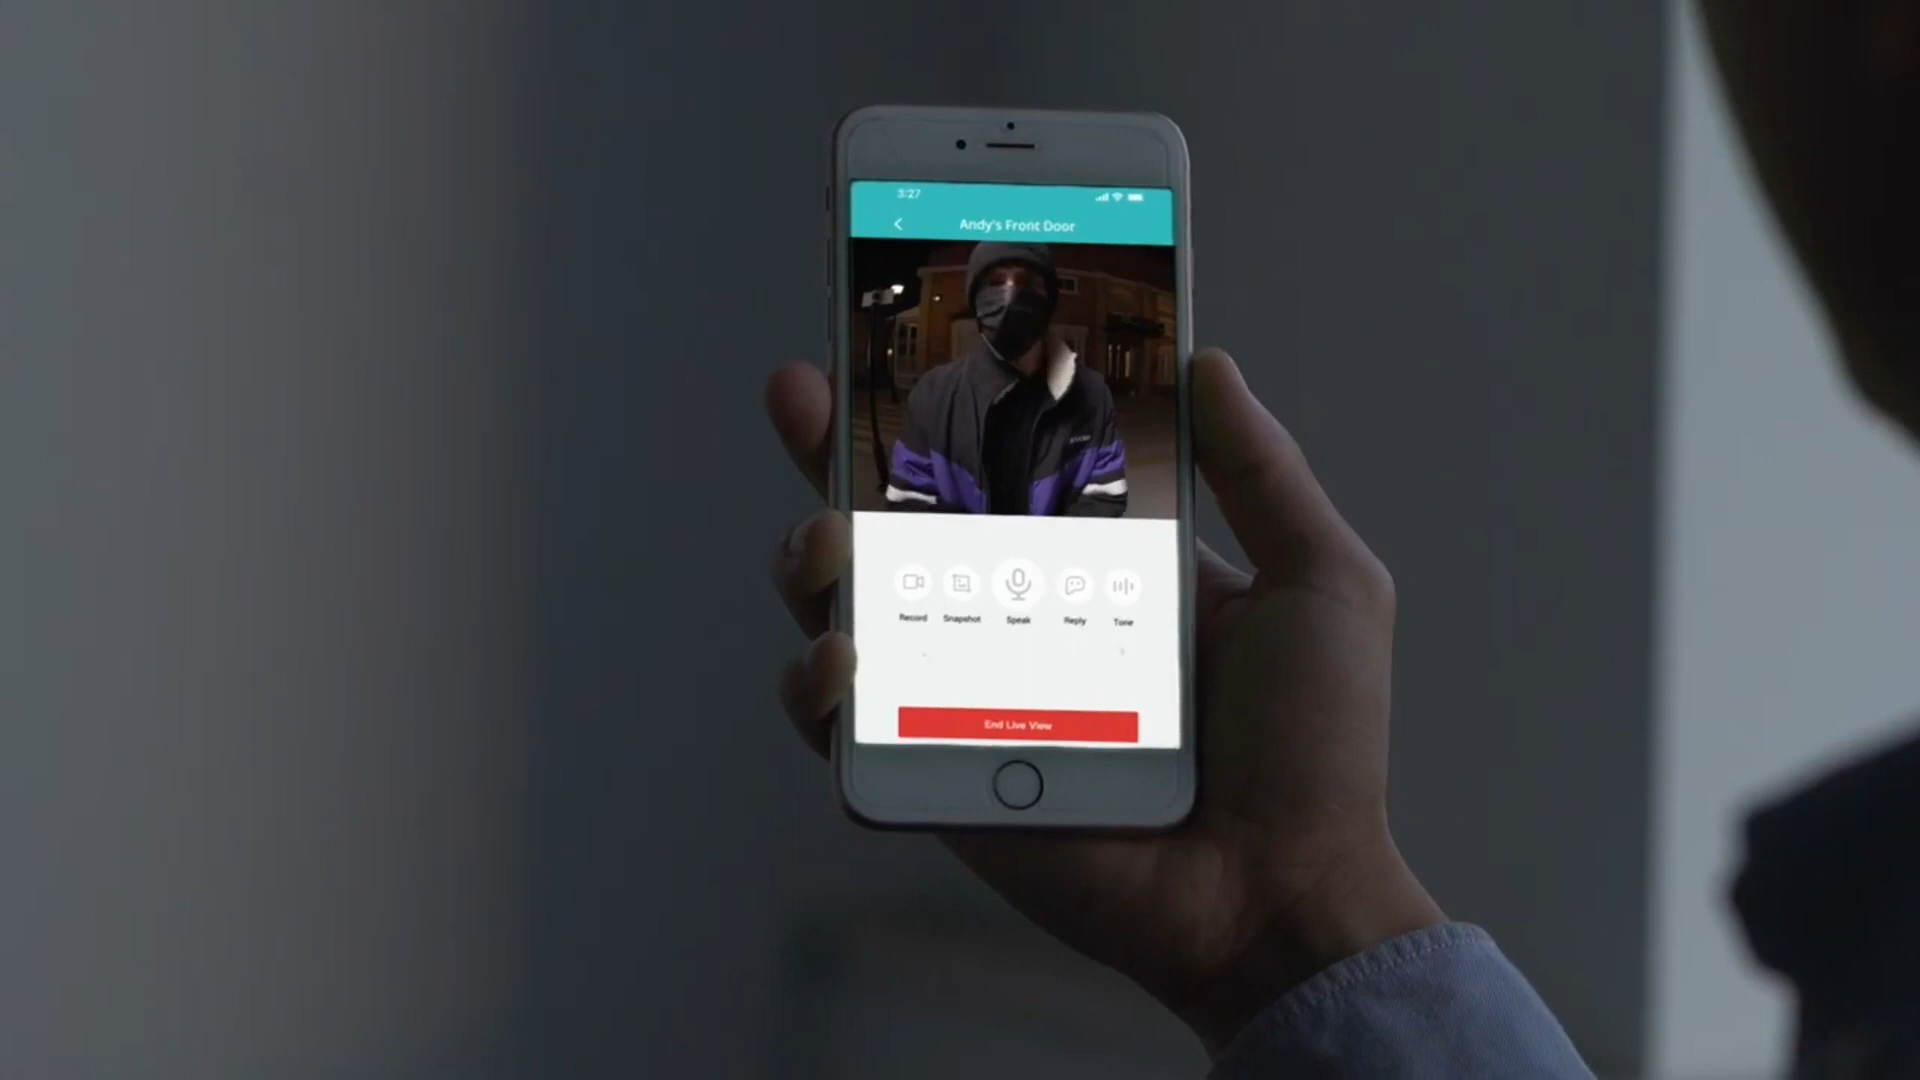 3:27
Andy's Front Door
Record Snapshot Speak Reply Tone
End Live View